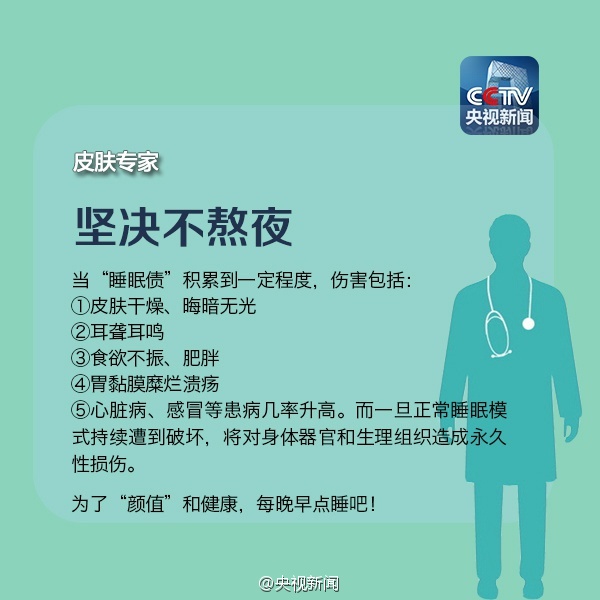 CCTV
央视新闻
皮肤专家
坚决不熬夜
当“睡眠债”积累到一定程度，伤害包括：
①皮肤干燥、晦暗无光
②耳聋耳鸣
③食欲不振、肥胖
④胃黏膜糜烂溃疡
⑤心脏病、感冒等患病几率升高。而一旦正常睡眠模
式持续遭到破坏，将对身体器官和生理组织造成永久
性损伤。
为了“颜值”和健康，每晚早点睡吧！
@央视新闻